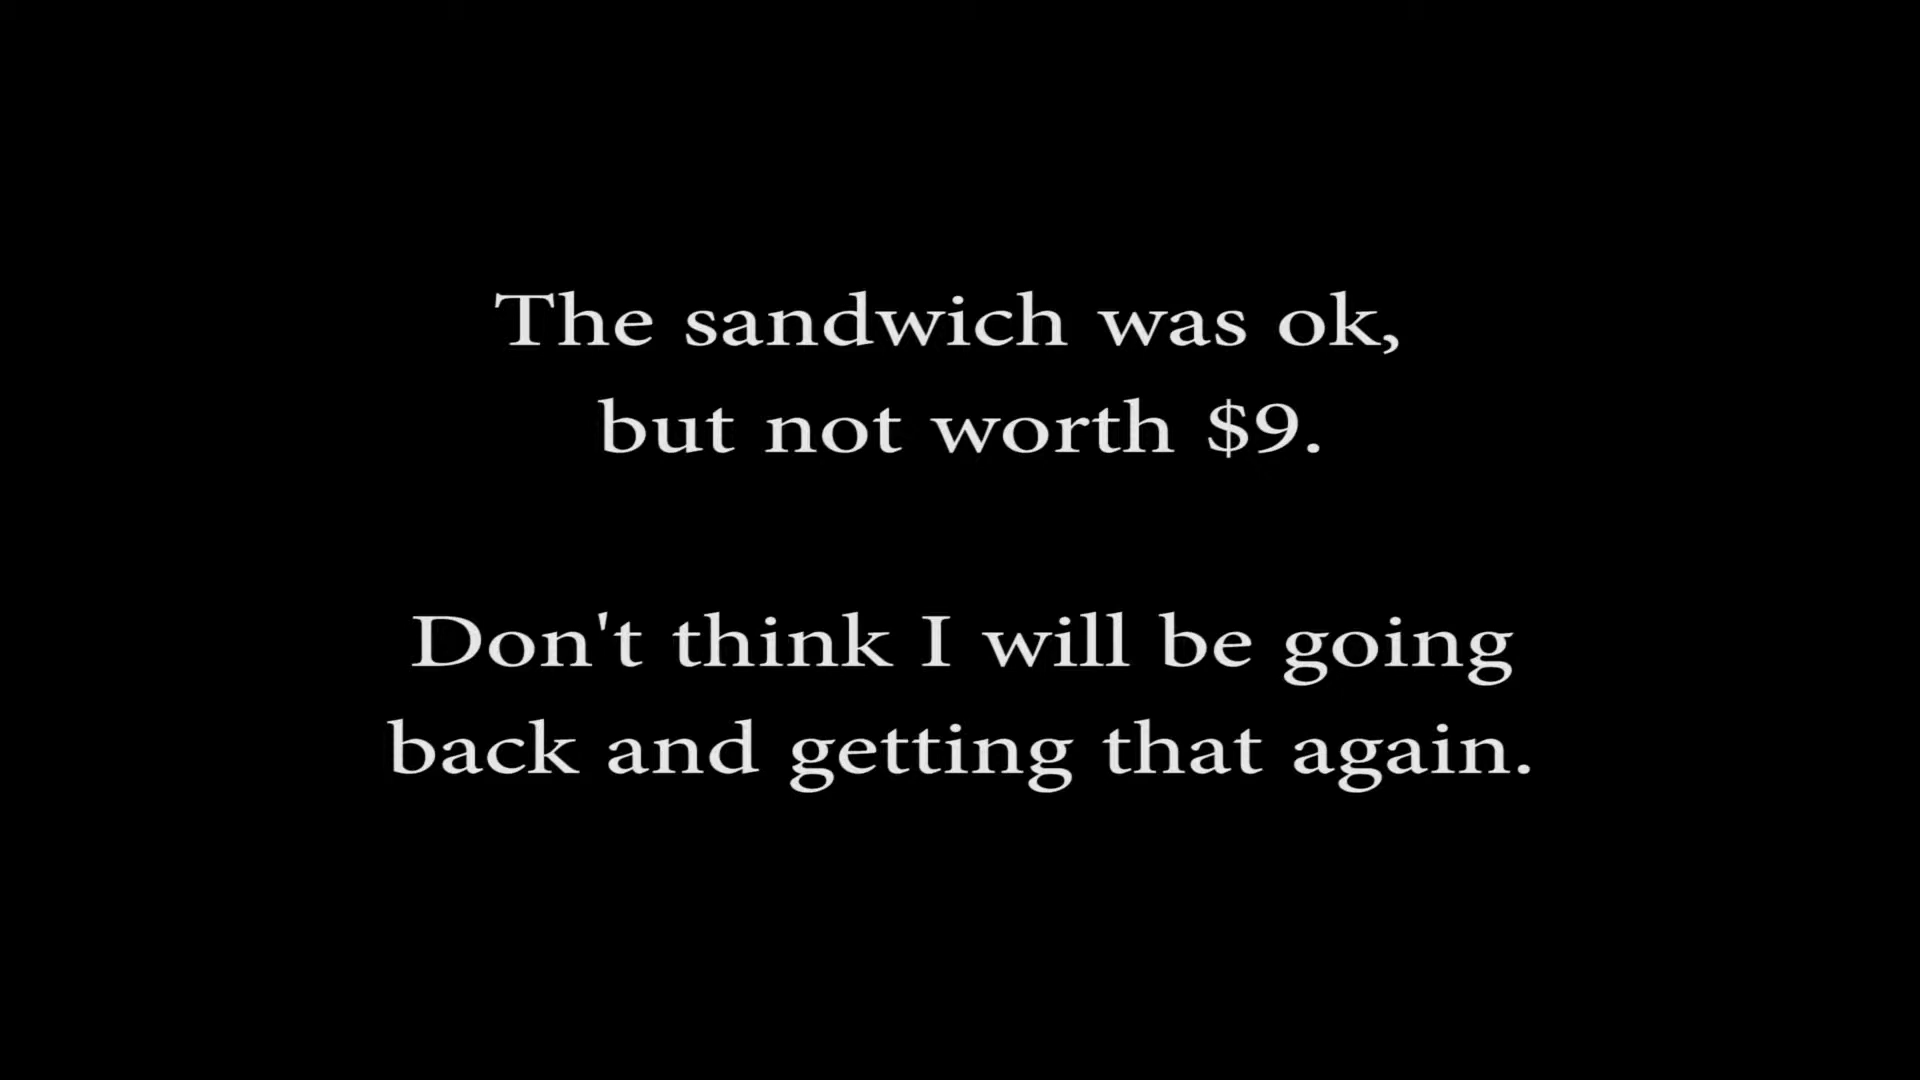 The sandwich was ok,
but not worth $9.
Don't think I will be going
back and getting that again.